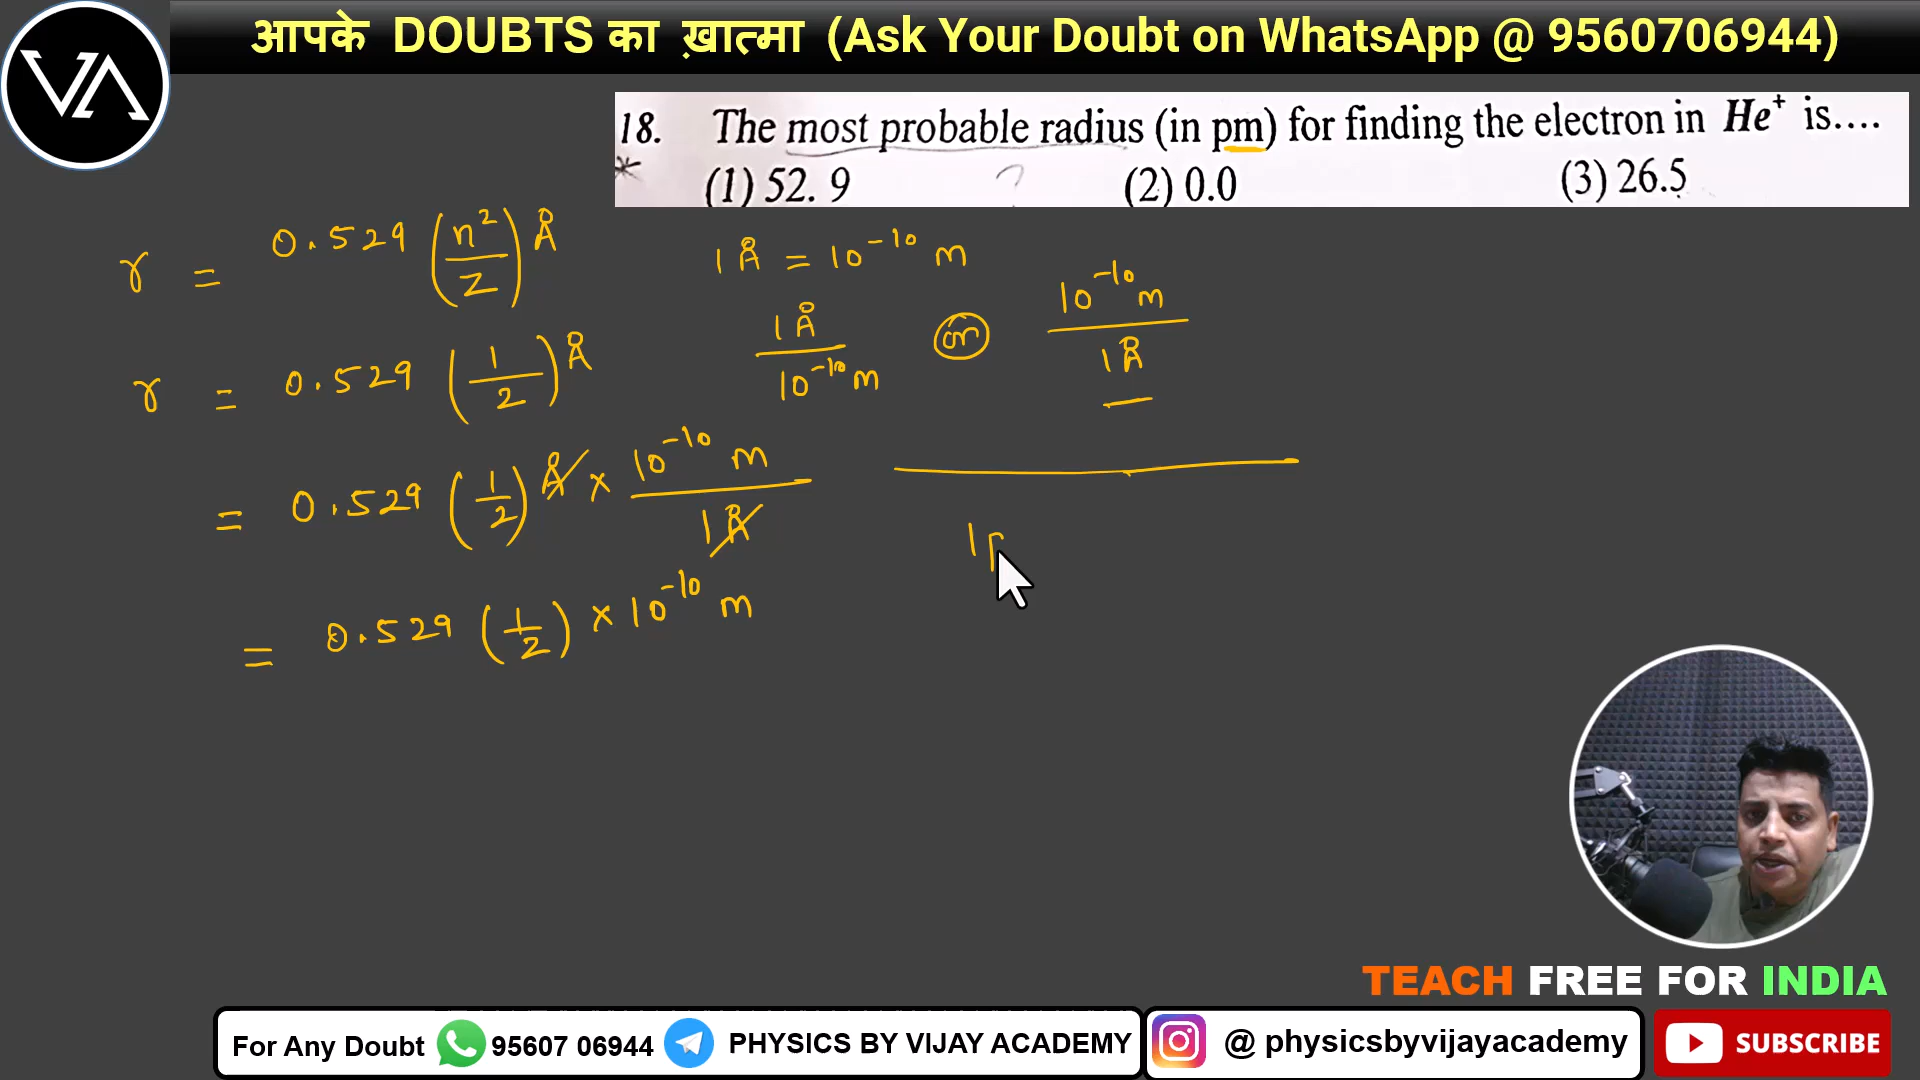 आपके DOUBTS का ख़ात्मा (Ask Your Doubt on WhatsApp @ 9560706944)
VA
18. The most probable radius (in pm) for finding the electron in He⁺ is....
* (1) 52. 9 ? (2) 0.0 (3) 26.5
r = 0.529 (n²/Z) Å
r = 0.529 (1/2) Å
= 0.529 (1/2) Å × 10⁻¹⁰ m / 1 Å
= 0.529 (1/2) × 10⁻¹⁰ m
1 Å = 10⁻¹⁰ m
1 Å / 10⁻¹⁰ m or 10⁻¹⁰ m / 1 Å
1p
TEACH FREE FOR INDIA
For Any Doubt 95607 06944 PHYSICS BY VIJAY ACADEMY @ physicsbyvijayacademy SUBSCRIBE